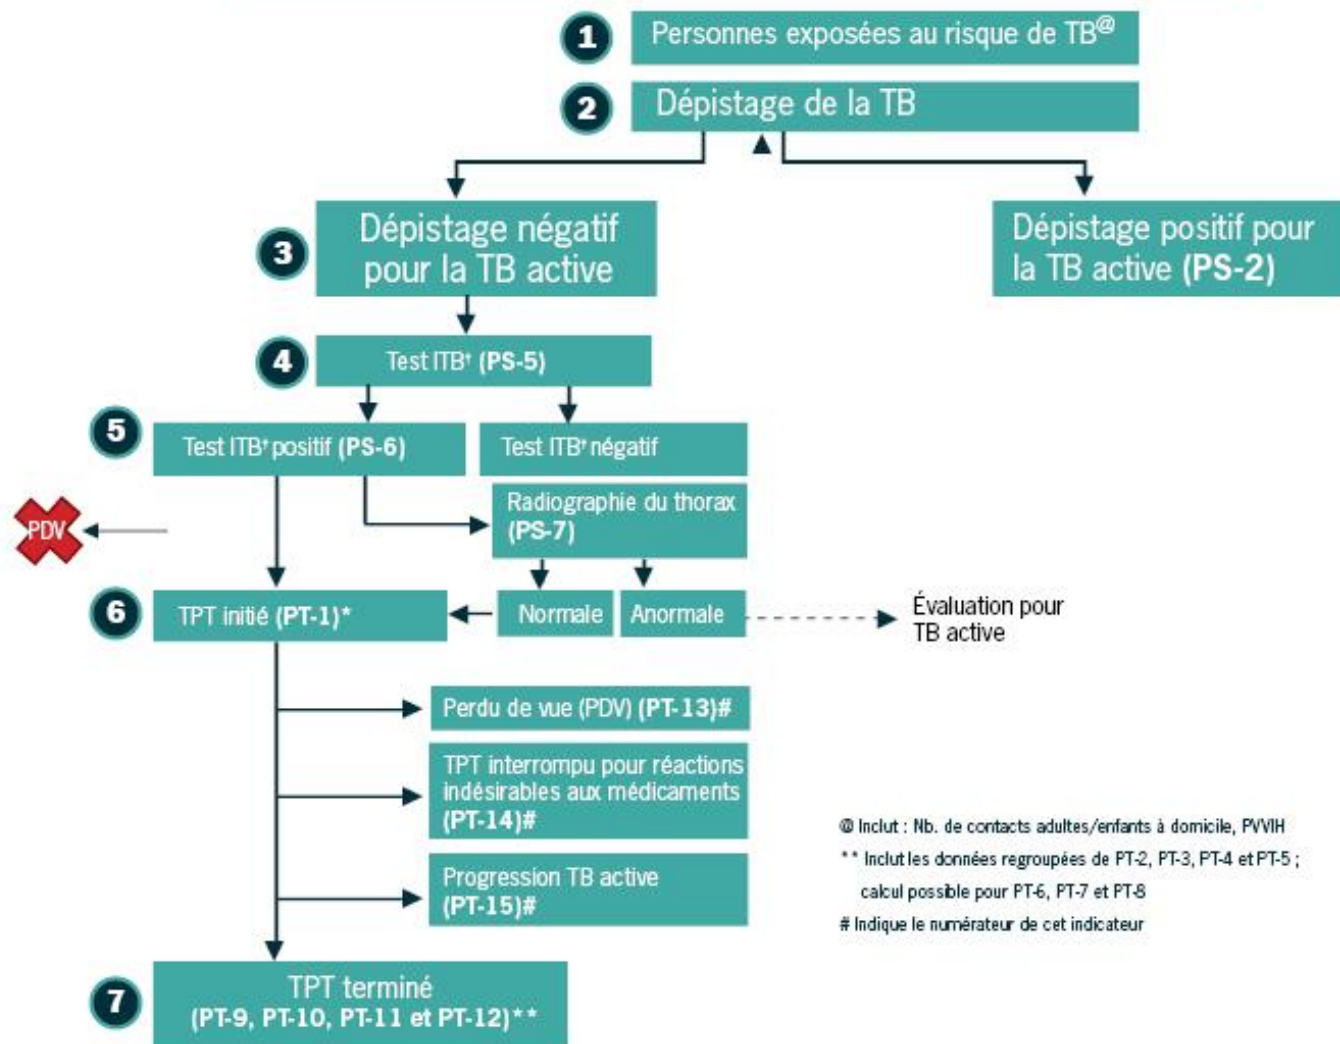 1
Personnes exposées au risque de TB@
2
Dépistage de la TB
3
Dépistage négatif
pour la TB active
Dépistage positif pour
la TB active (PS-2)
4
Test ITB† (PS-5)
5
Test ITB† positif (PS-6)
Test ITB† négatif
Radiographie du thorax
(PS-7)
PDV
6
TPT initié (PT-1)*
Normale
Anormale
Évaluation pour
TB active
Perdu de vue (PDV) (PT-13)#
TPT interrompu pour réactions
indésirables aux médicaments
(PT-14)#
Progression TB active
(PT-15)#
@ Inclut : Nb. de contacts adultes/enfants à domicile, PVVIH
** Inclut les données regroupées de PT-2, PT-3, PT-4 et PT-5 ;
calcul possible pour PT-6, PT-7 et PT-8
# Indique le numérateur de cet indicateur
7
TPT terminé
(PT-9, PT-10, PT-11 et PT-12)**